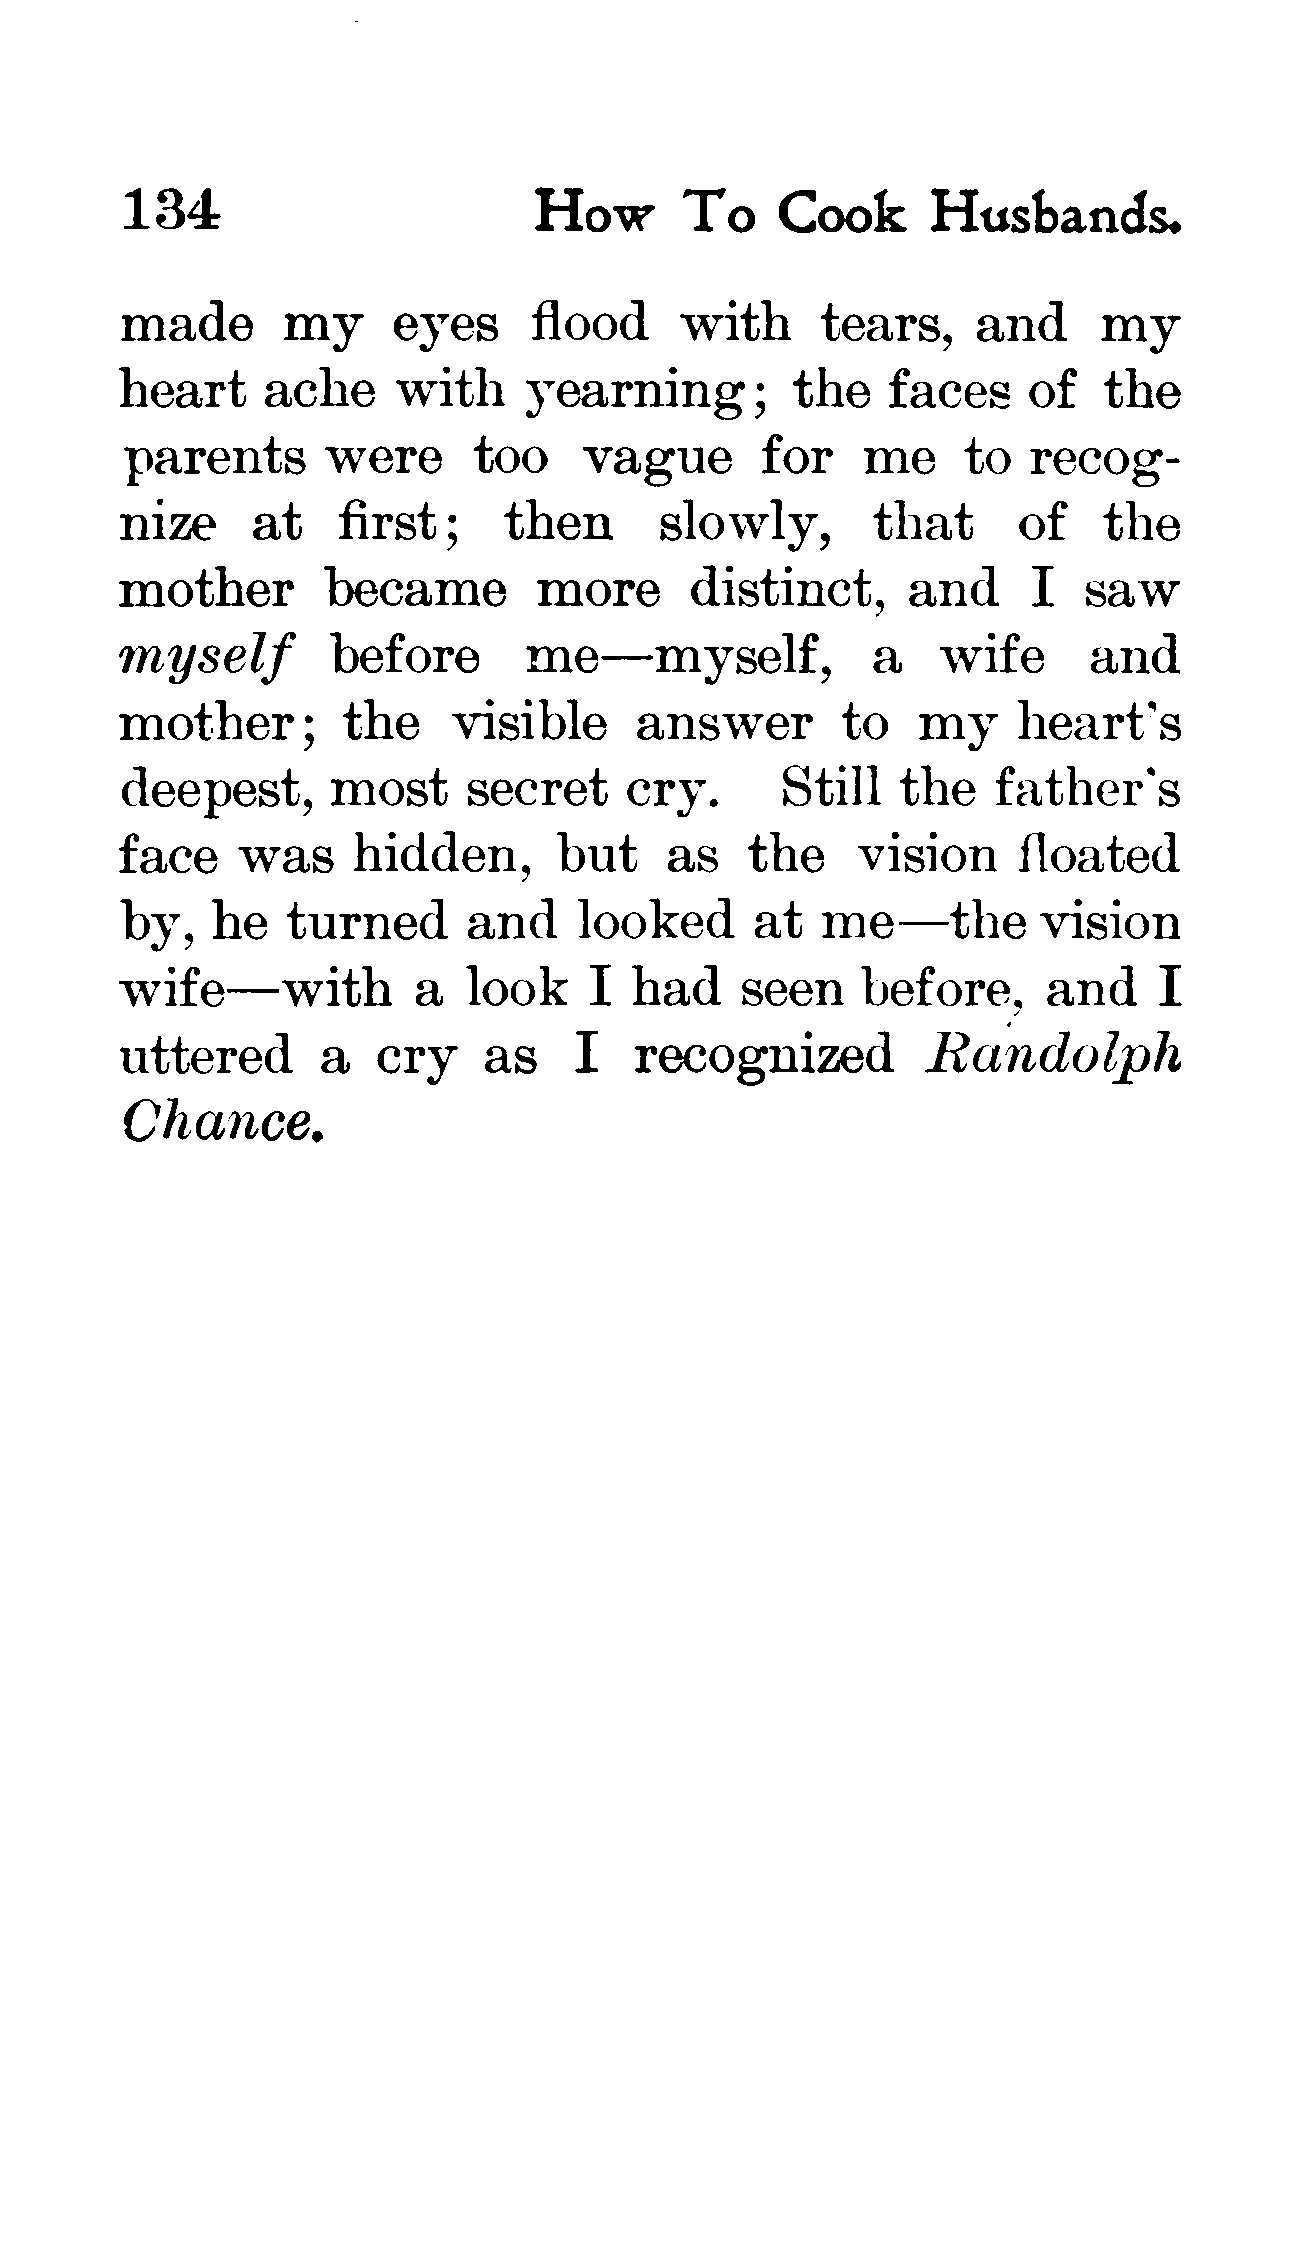 134 How To Cook Husbands.
made my eyes flood with tears, and my
heart ache with yearning; the faces of the
parents were too vague for me to recog-
nize at first; then slowly, that of the
mother became more distinct, and I saw
myself before me—myself, a wife and
mother; the visible answer to my heart's
deepest, most secret cry. Still the father's
face was hidden, but as the vision floated
by, he turned and looked at me—the vision
wife—with a look I had seen before, and I
uttered a cry as I recognized Randolph
Chance.